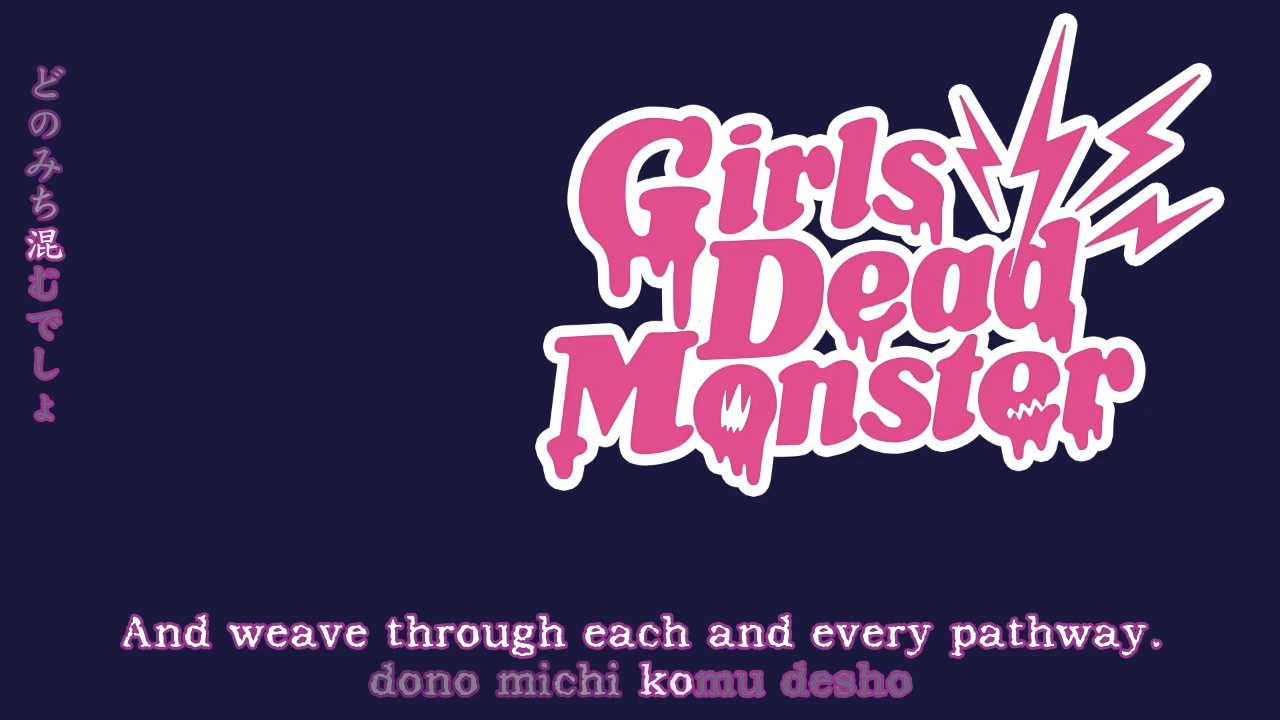 どのみち混むでしょ
Girls
Dead
Monster
And weave through each and every pathway.
dono michi komu desho